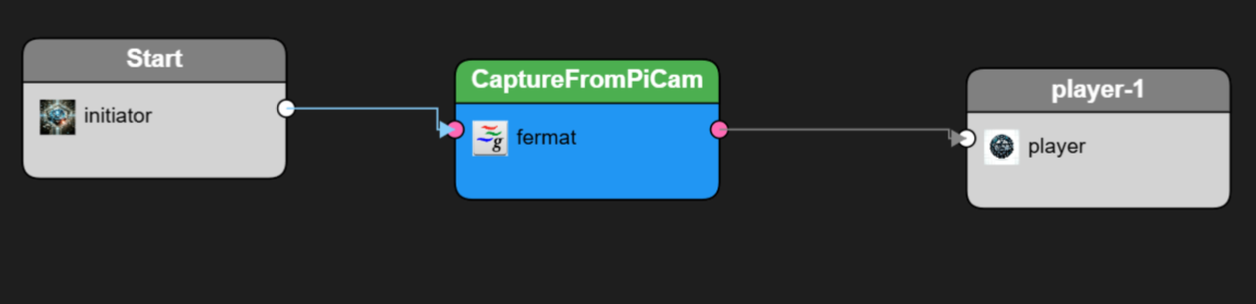 Start
initiator
CaptureFromPiCam
g
fermat
player-1
player